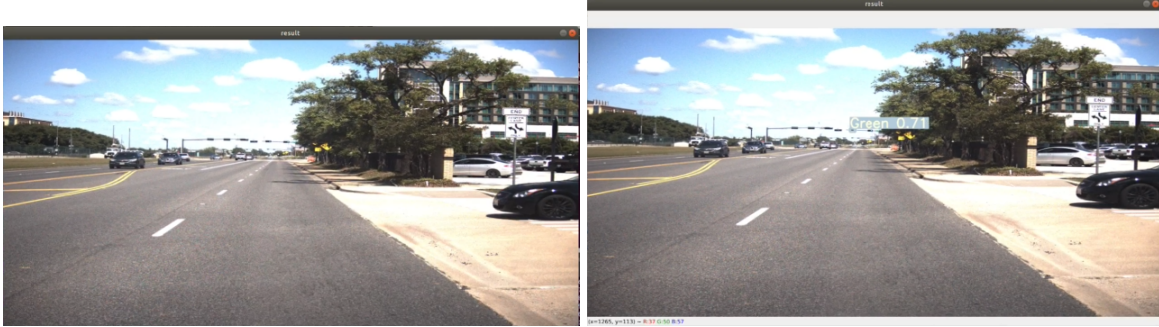 result
END
result
END
Green 0.71
(x=1265, y=113) ~ R:37 G:50 B:57